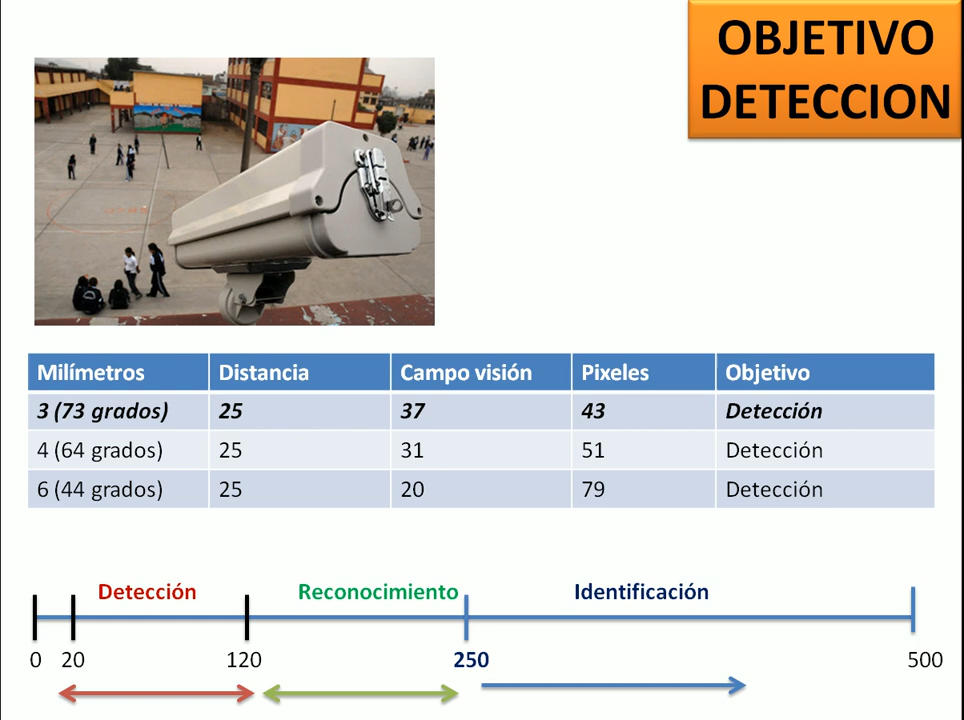 OBJETIVO
DETECCION
Milímetros Distancia Campo visión Pixeles Objetivo
3 (73 grados) 25 37 43 Detección
4 (64 grados) 25 31 51 Detección
6 (44 grados) 25 20 79 Detección
Detección Reconocimiento Identificación
0 20 120 250 500